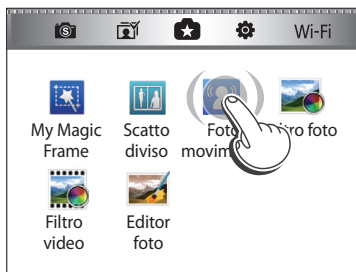 Wi-Fi
My Magic Scatto Foto foto
Frame diviso
Filtro Editor
video foto